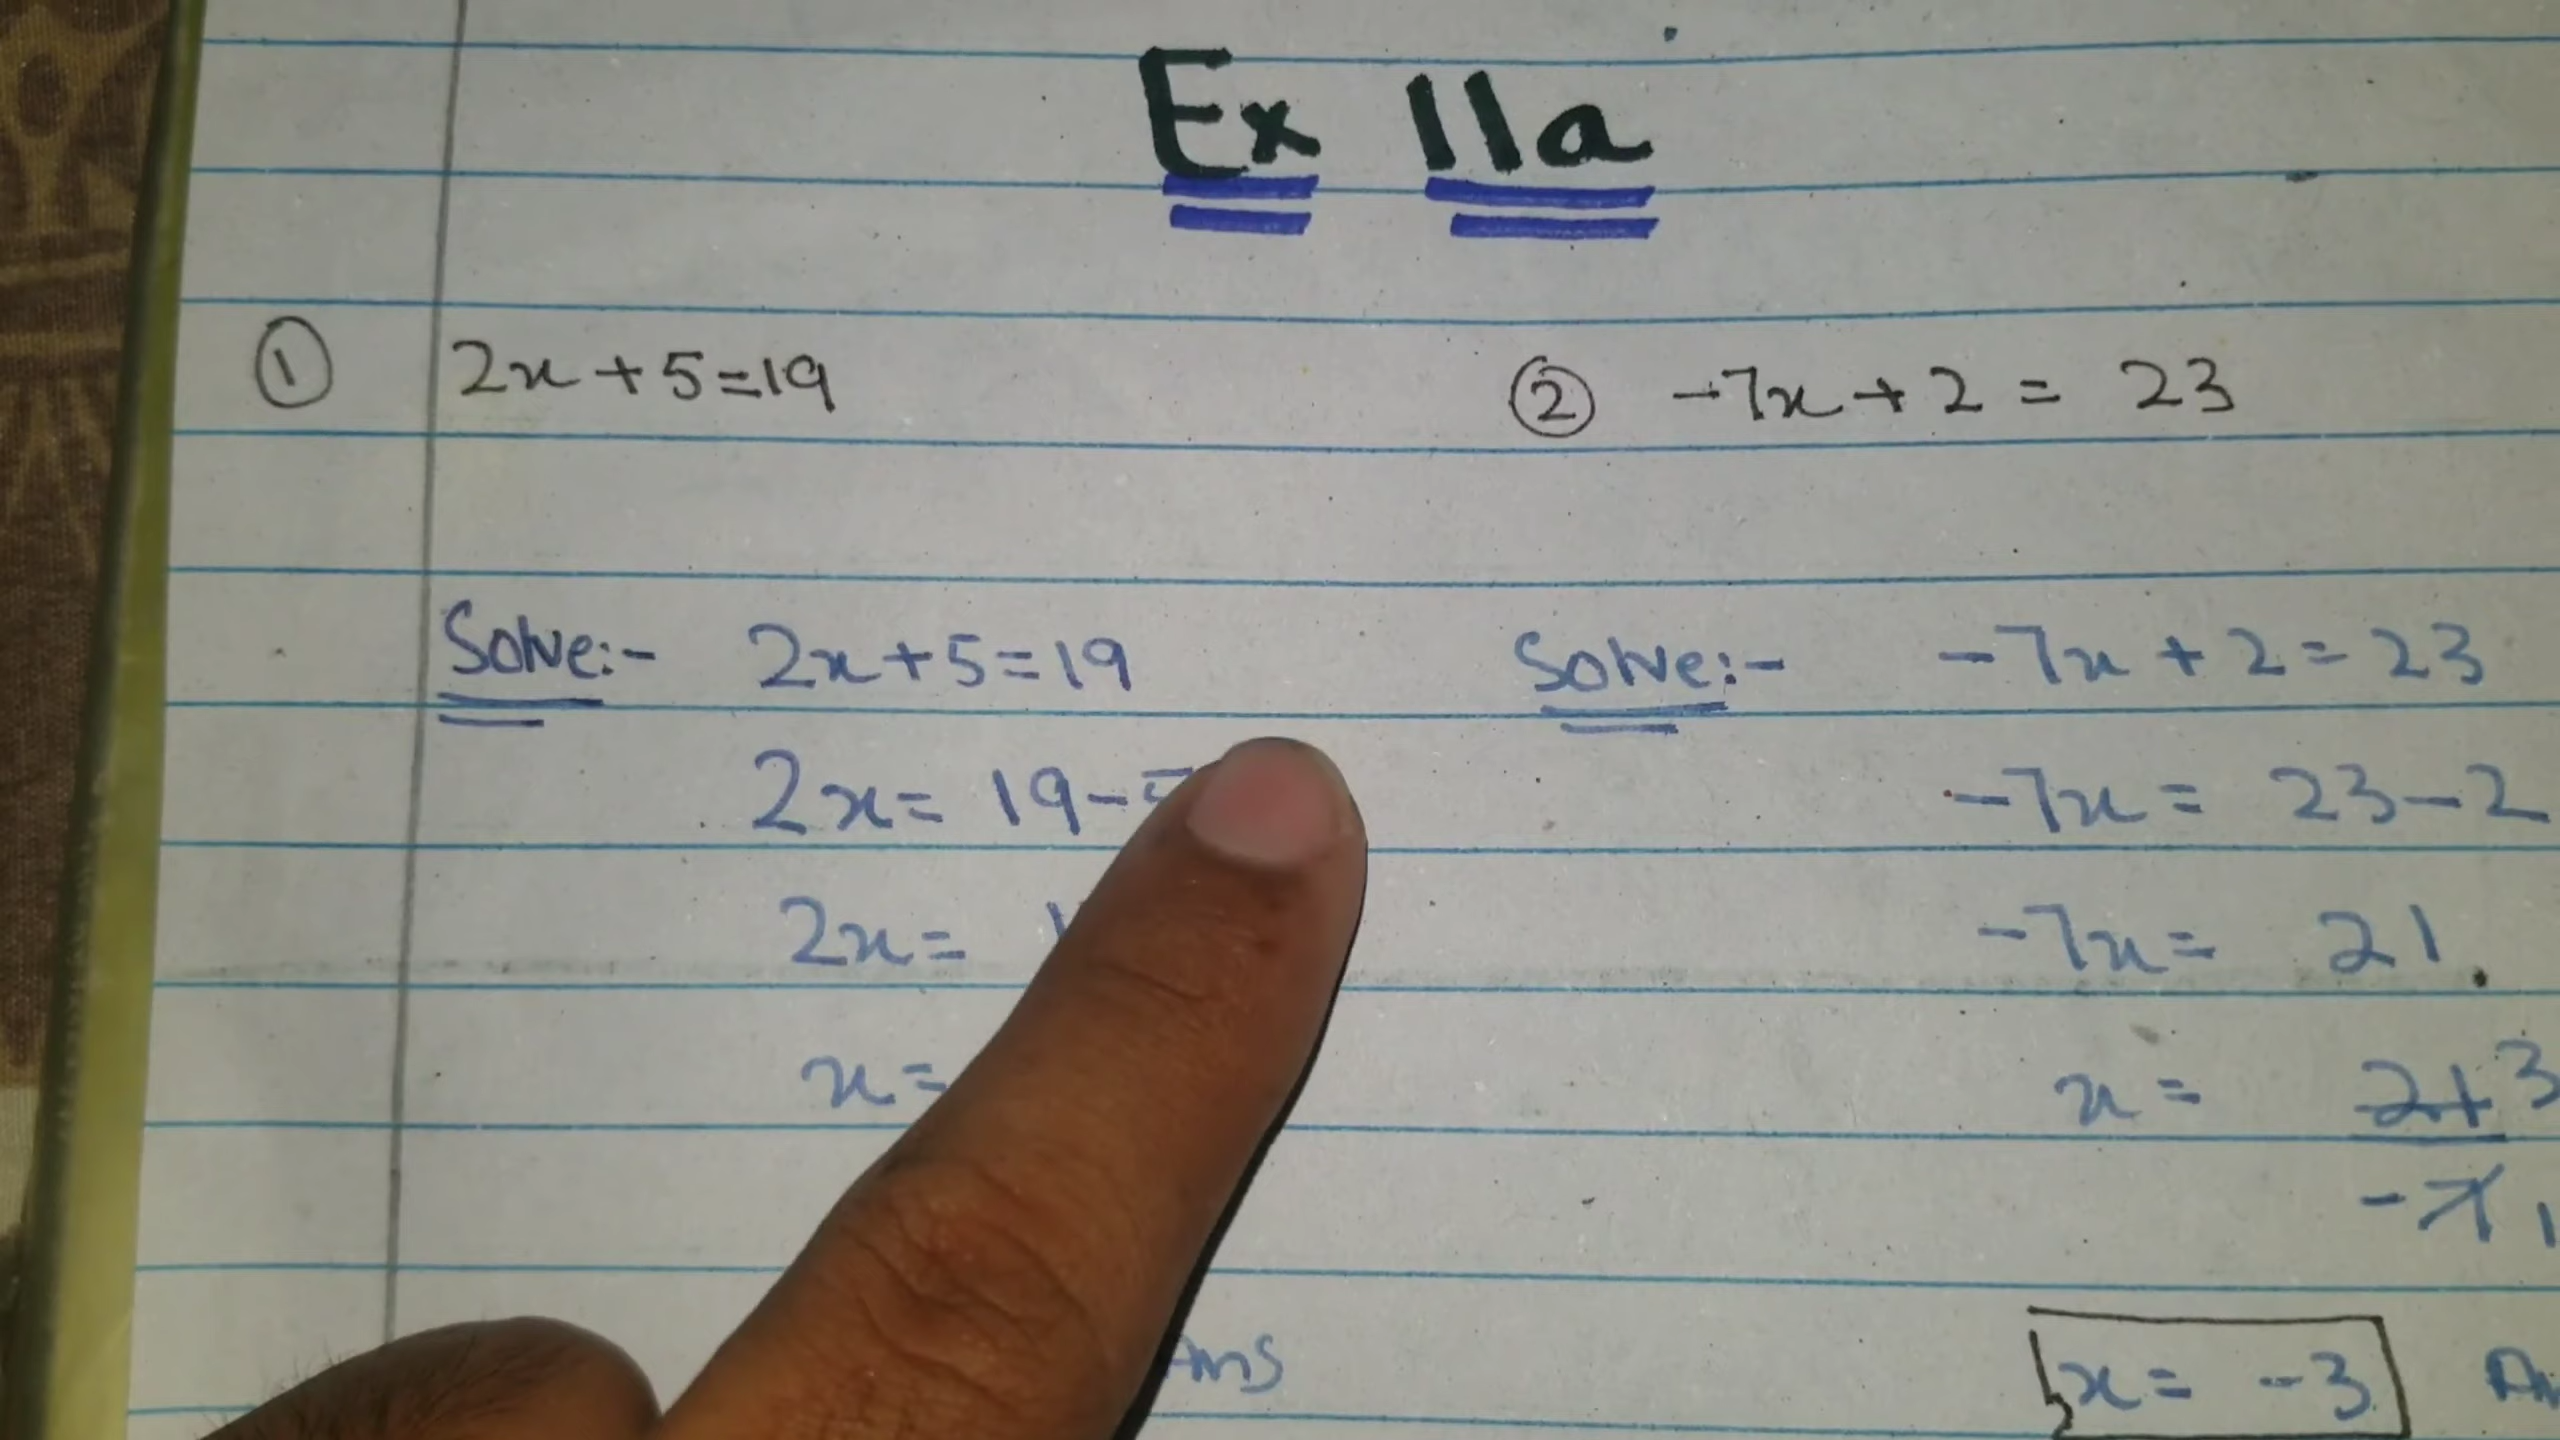 Ex 11a
① 2x+5=19
② -7x+2 = 23
Solve:- 2x+5=19
2x= 19-5
2x=
x=
Ans
Solve:- -7x+2=23
-7x= 23-2
-7x= 21
x= 21 3
-7 1
x= -3